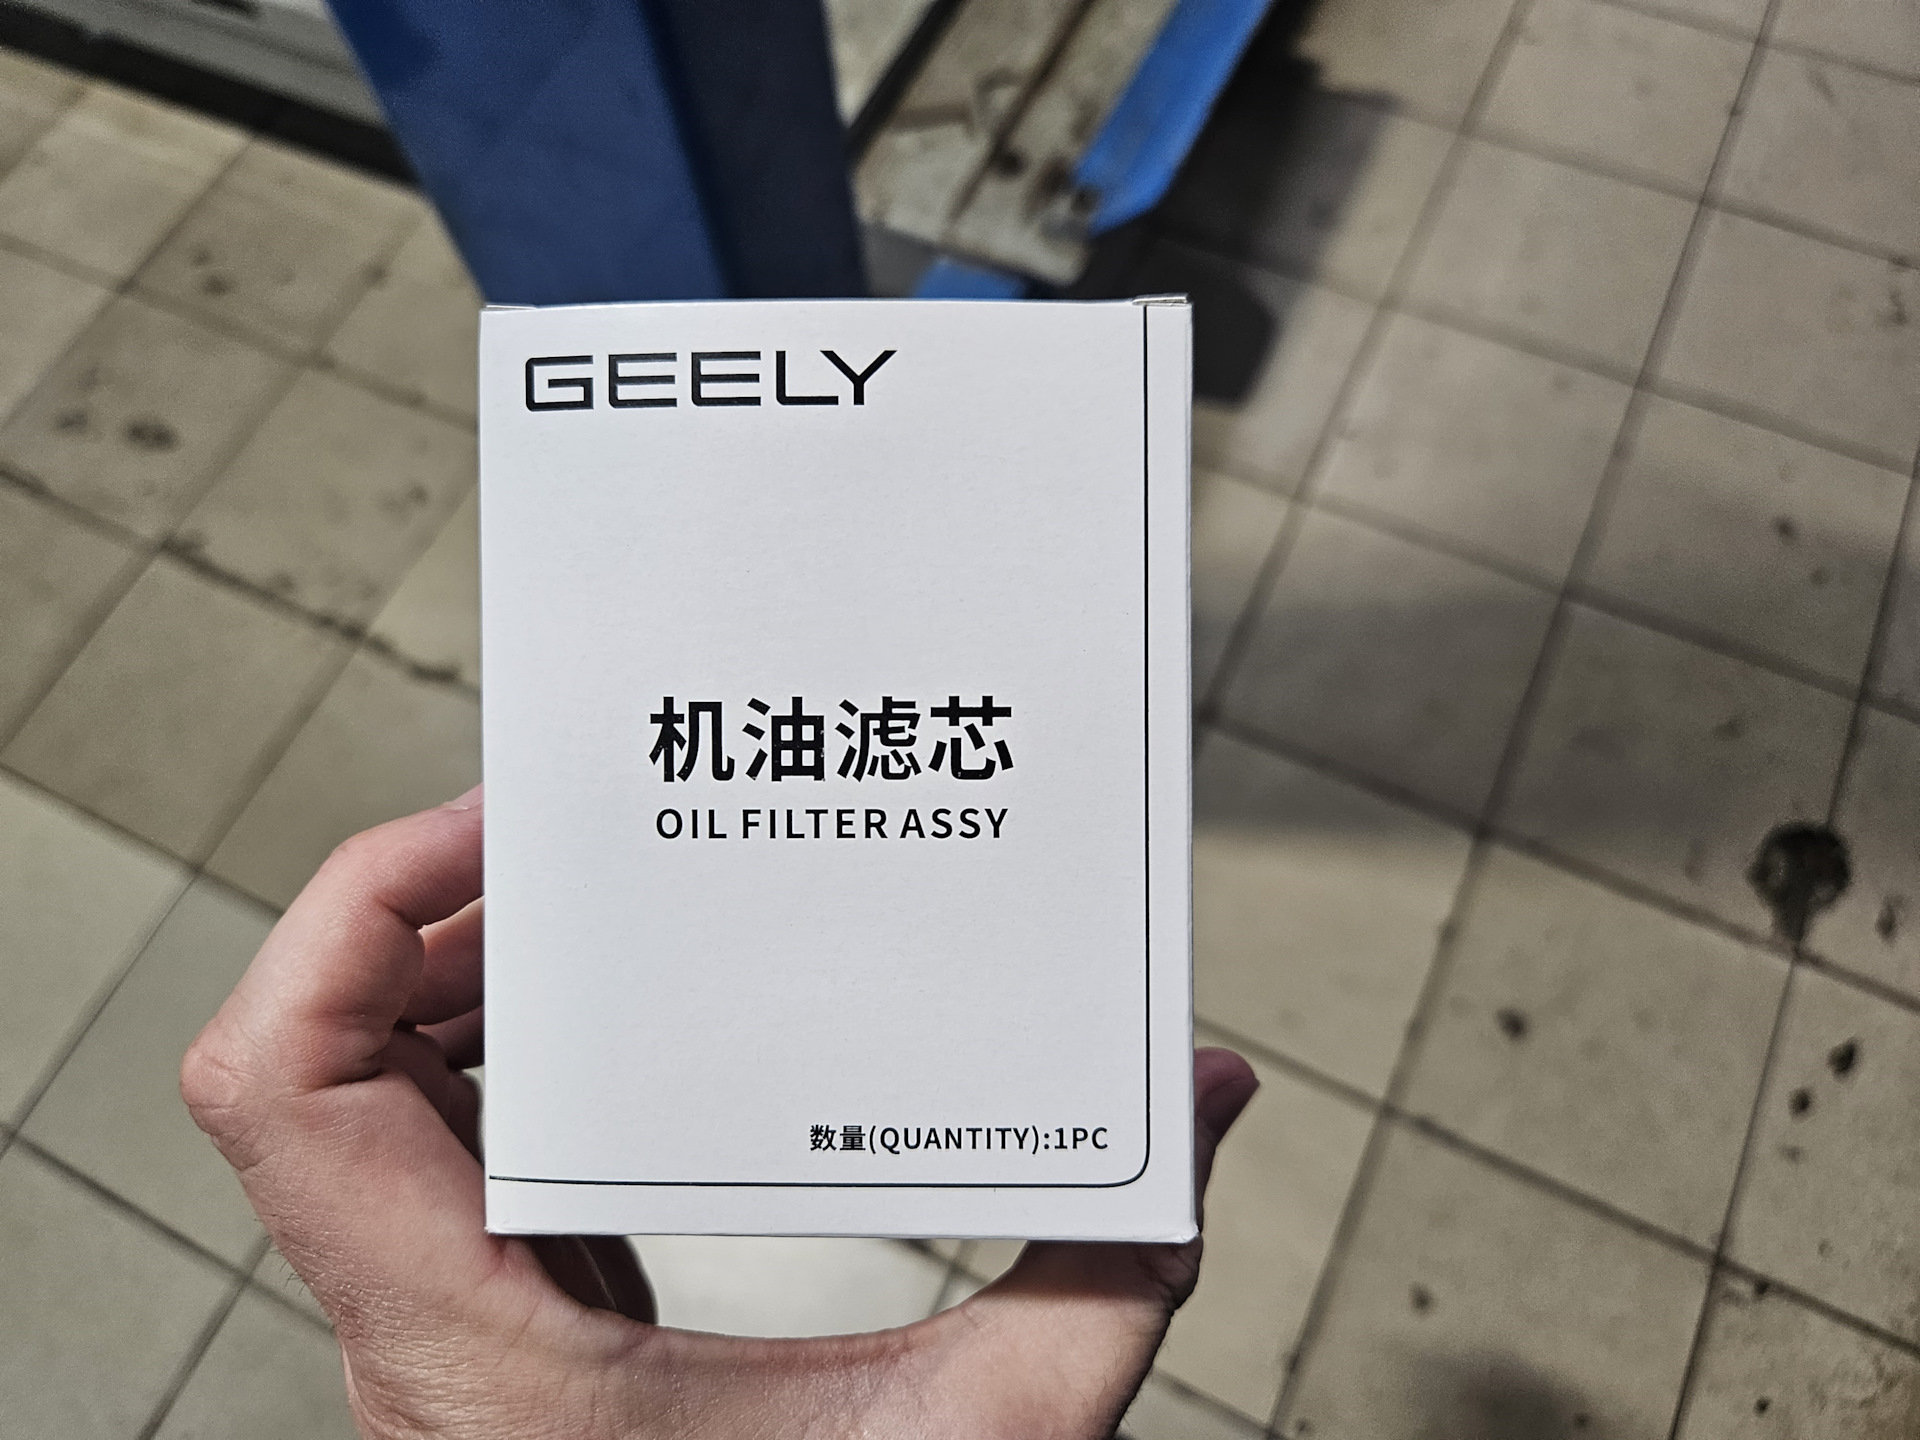 GEELY
机油滤芯
OIL FILTER ASSY
数量(QUANTITY):1PC